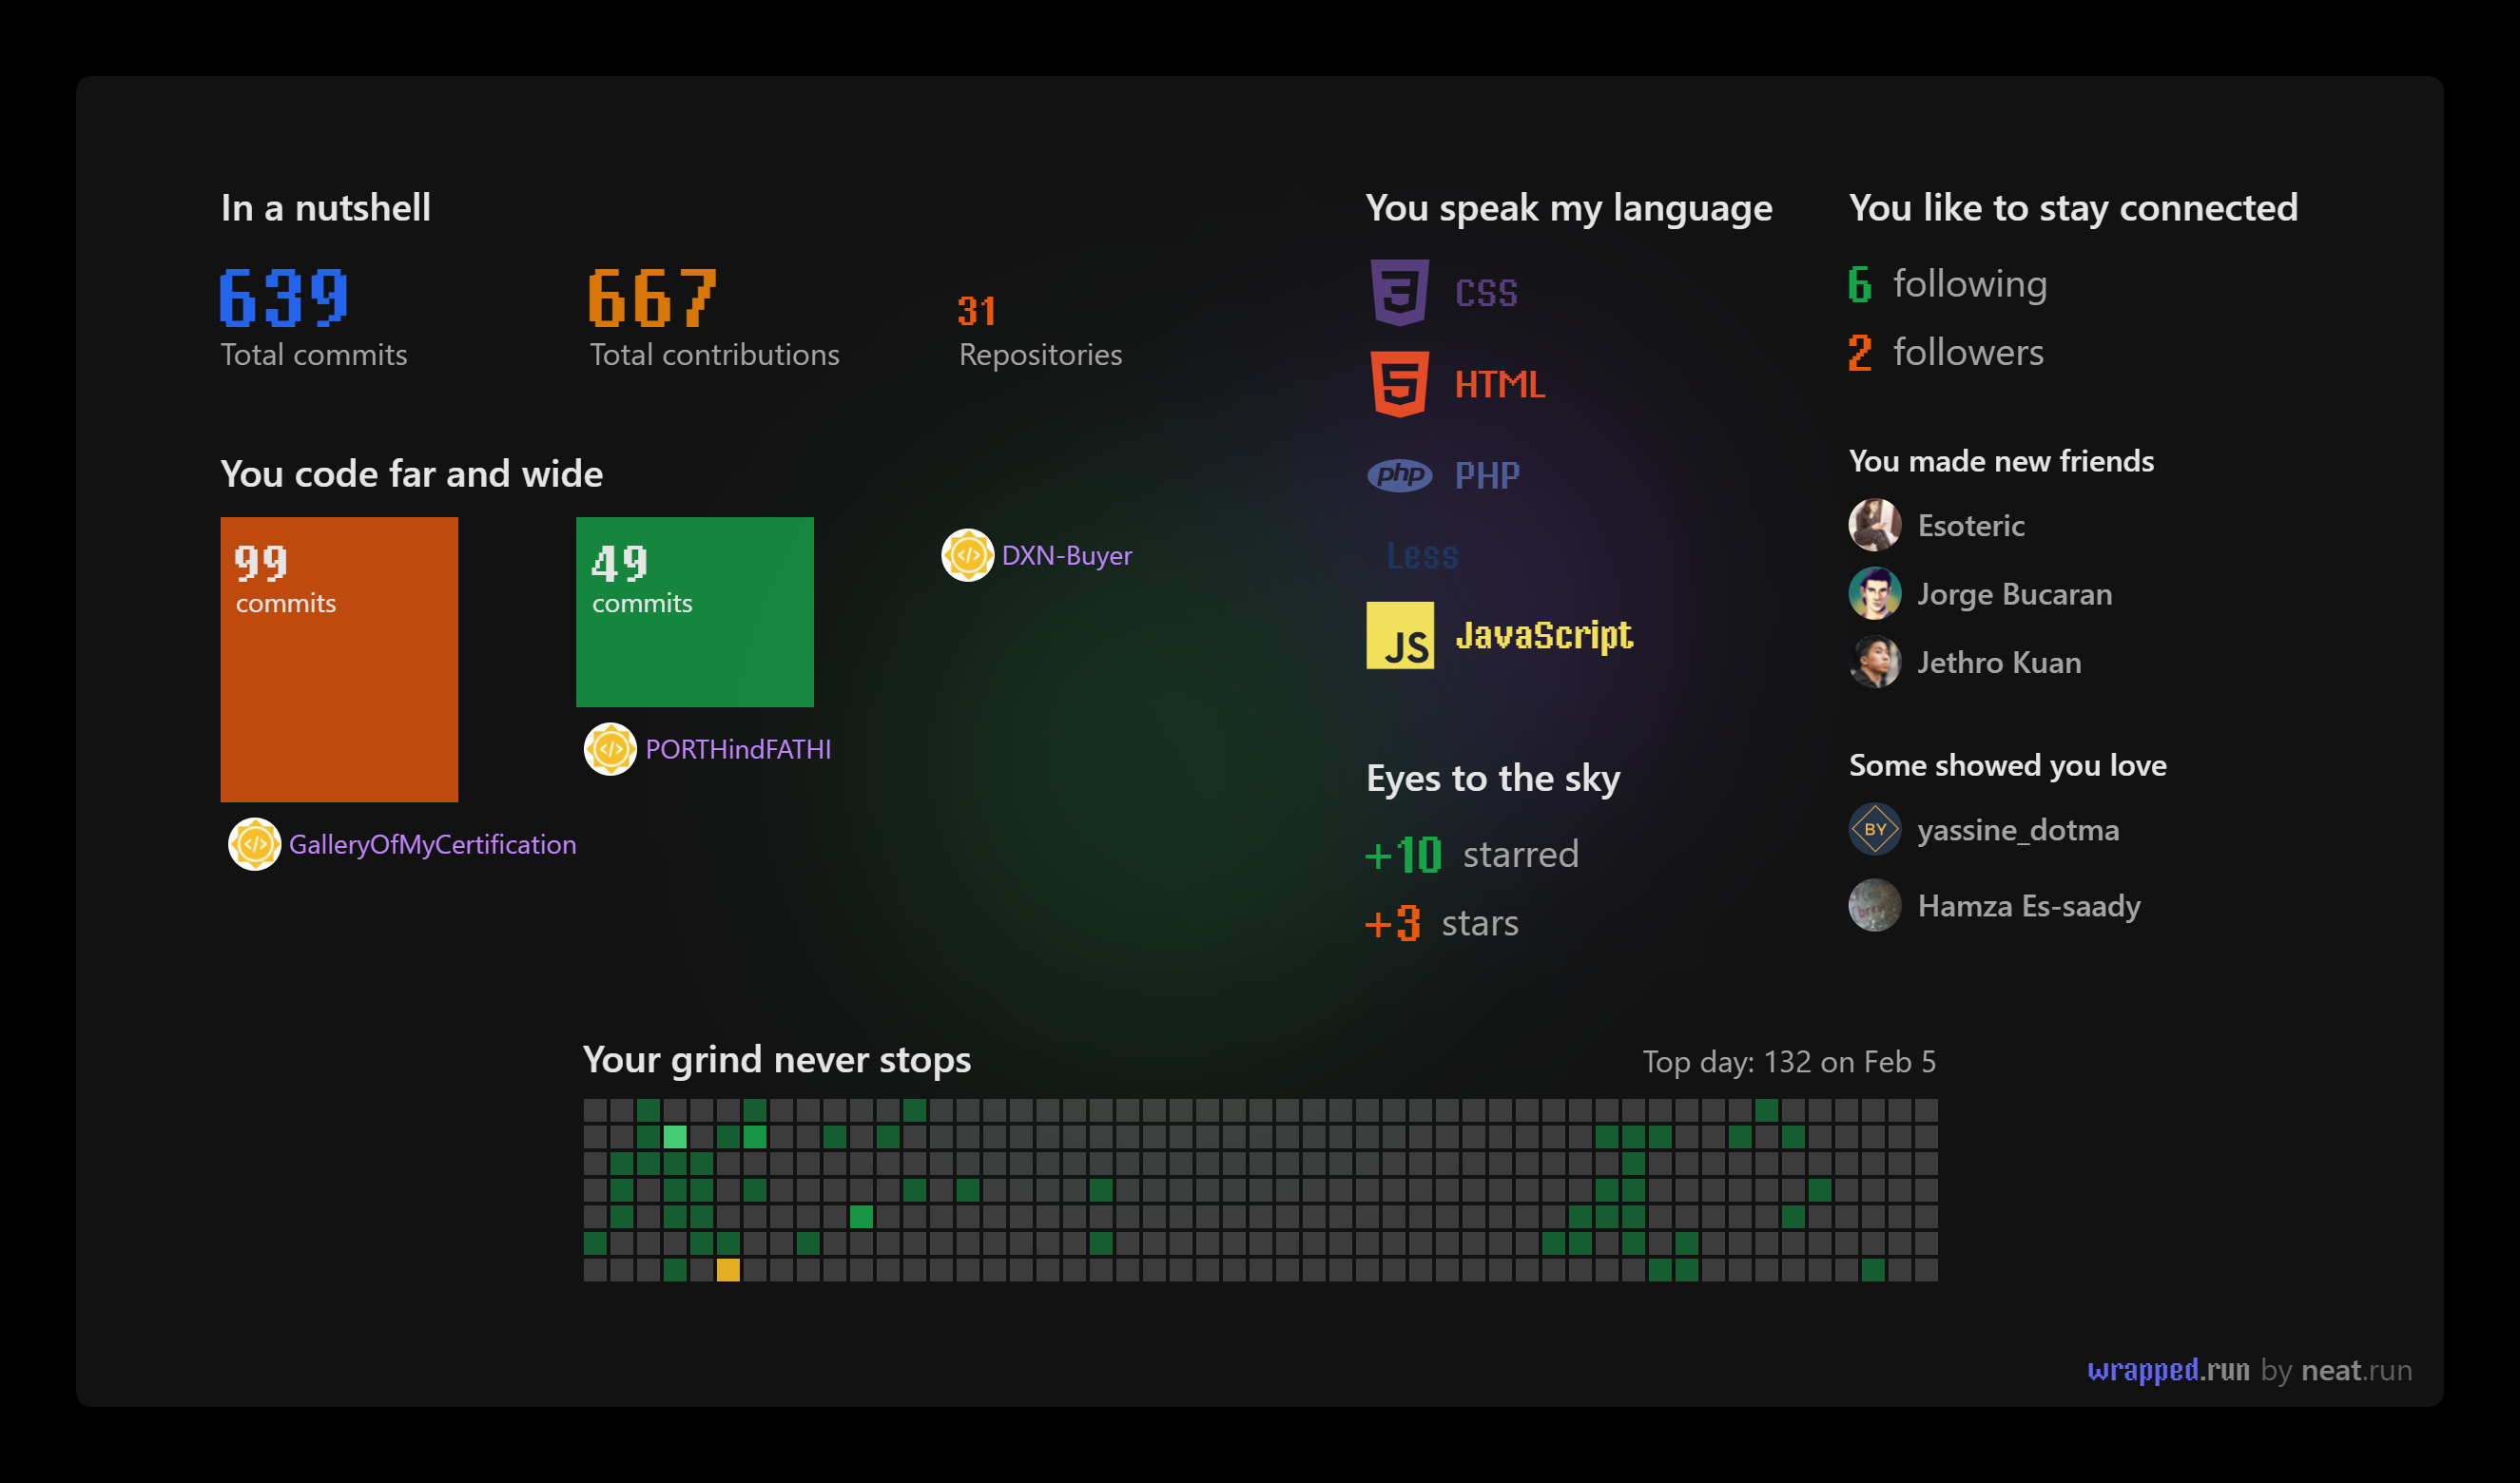 In a nutshell
639
Total commits
667
Total contributions
31
Repositories
You code far and wide
99
commits
GalleryOfMyCertification
49
commits
PORTHindFATHI
DXN-Buyer
You speak my language
CSS
HTML
php PHP
Less
JS JavaScript
Eyes to the sky
+10 starred
+3 stars
You like to stay connected
6 following
2 followers
You made new friends
Esoteric
Jorge Bucaran
Jethro Kuan
Some showed you love
BY yassine_dotma
Hamza Es-saady
Your grind never stops
Top day: 132 on Feb 5
wrapped.run by neat.run